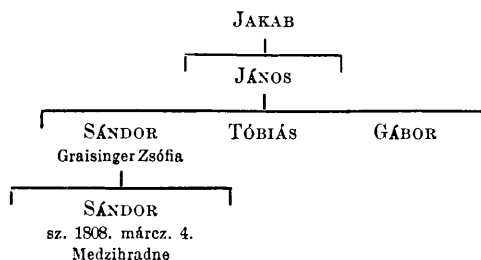 JAKAB
JÁNOS
SÁNDOR TÓBIÁS GÁBOR
Graisinger Zsófia
SÁNDOR
sz. 1808. márcz. 4.
Medzihradne